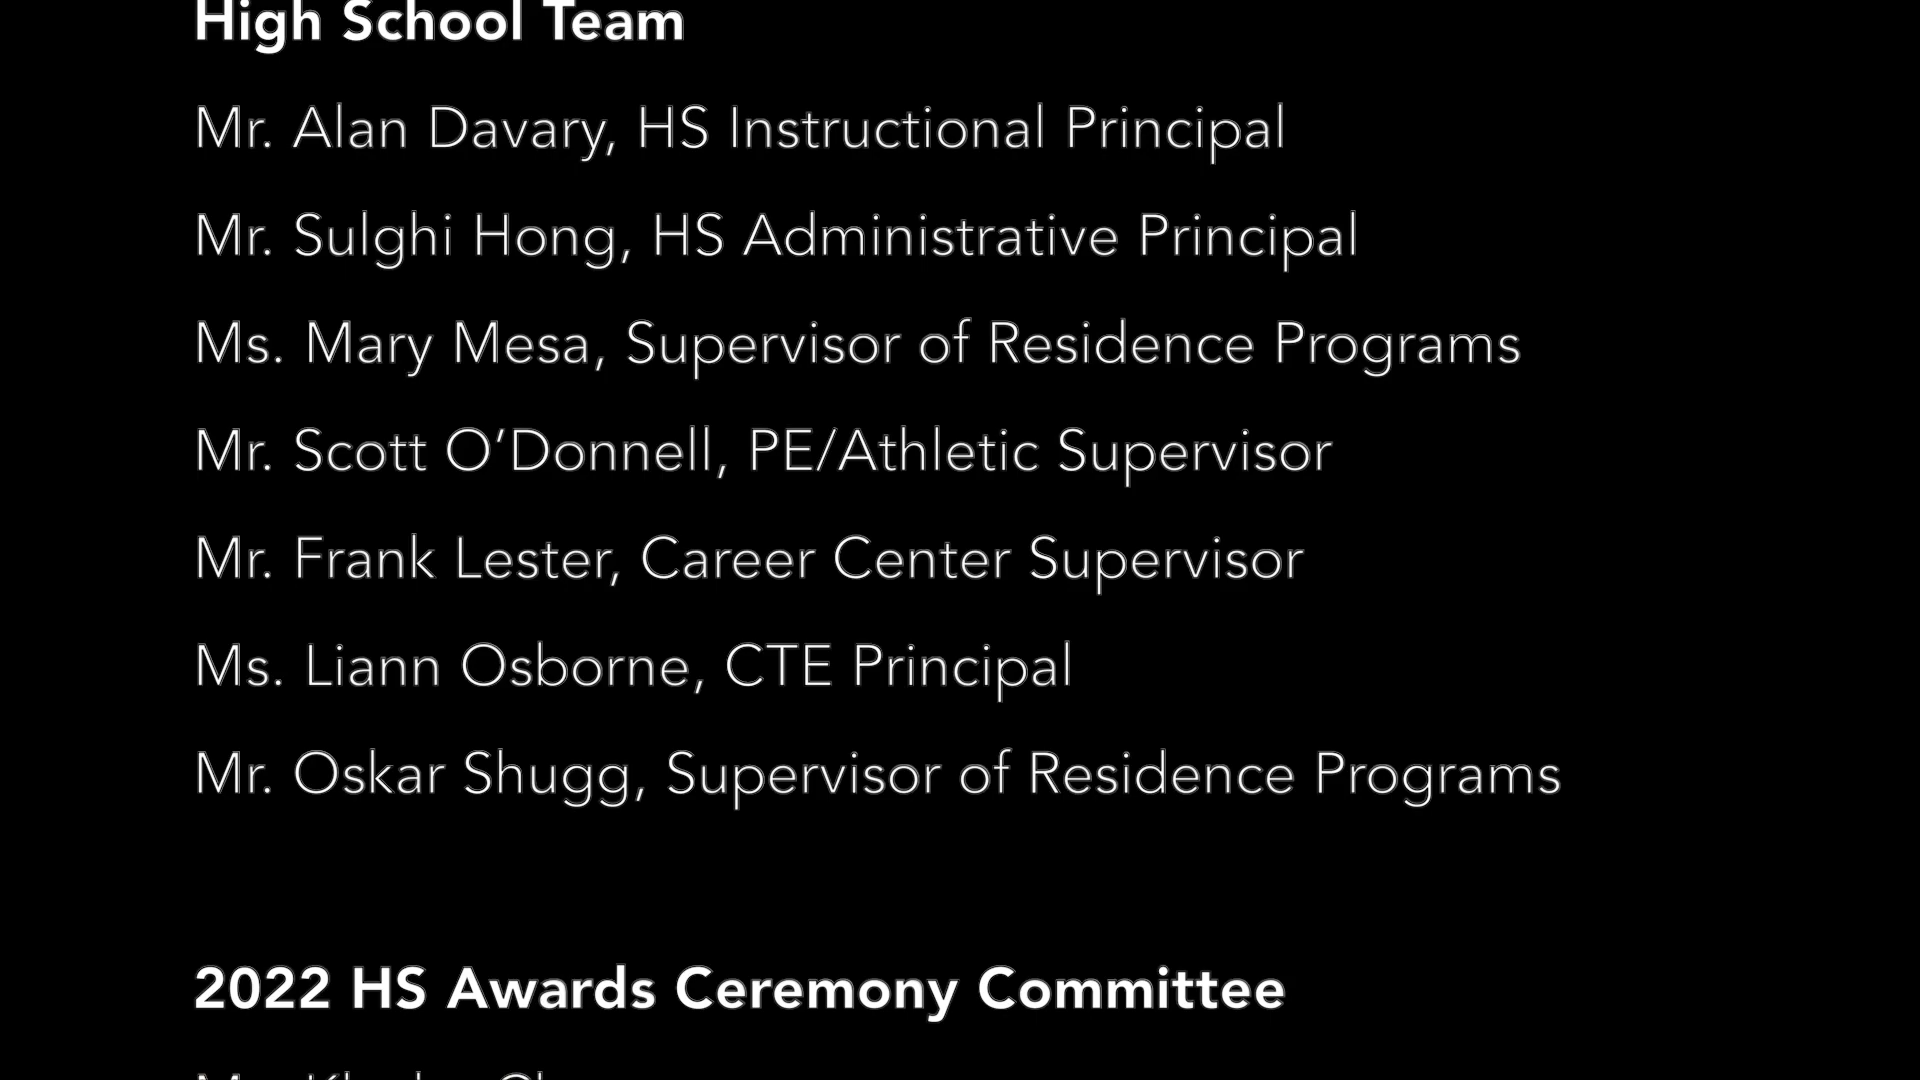 High School Team
Mr. Alan Davary, HS Instructional Principal
Mr. Sulghi Hong, HS Administrative Principal
Ms. Mary Mesa, Supervisor of Residence Programs
Mr. Scott O’Donnell, PE/Athletic Supervisor
Mr. Frank Lester, Career Center Supervisor
Ms. Liann Osborne, CTE Principal
Mr. Oskar Shugg, Supervisor of Residence Programs
2022 HS Awards Ceremony Committee